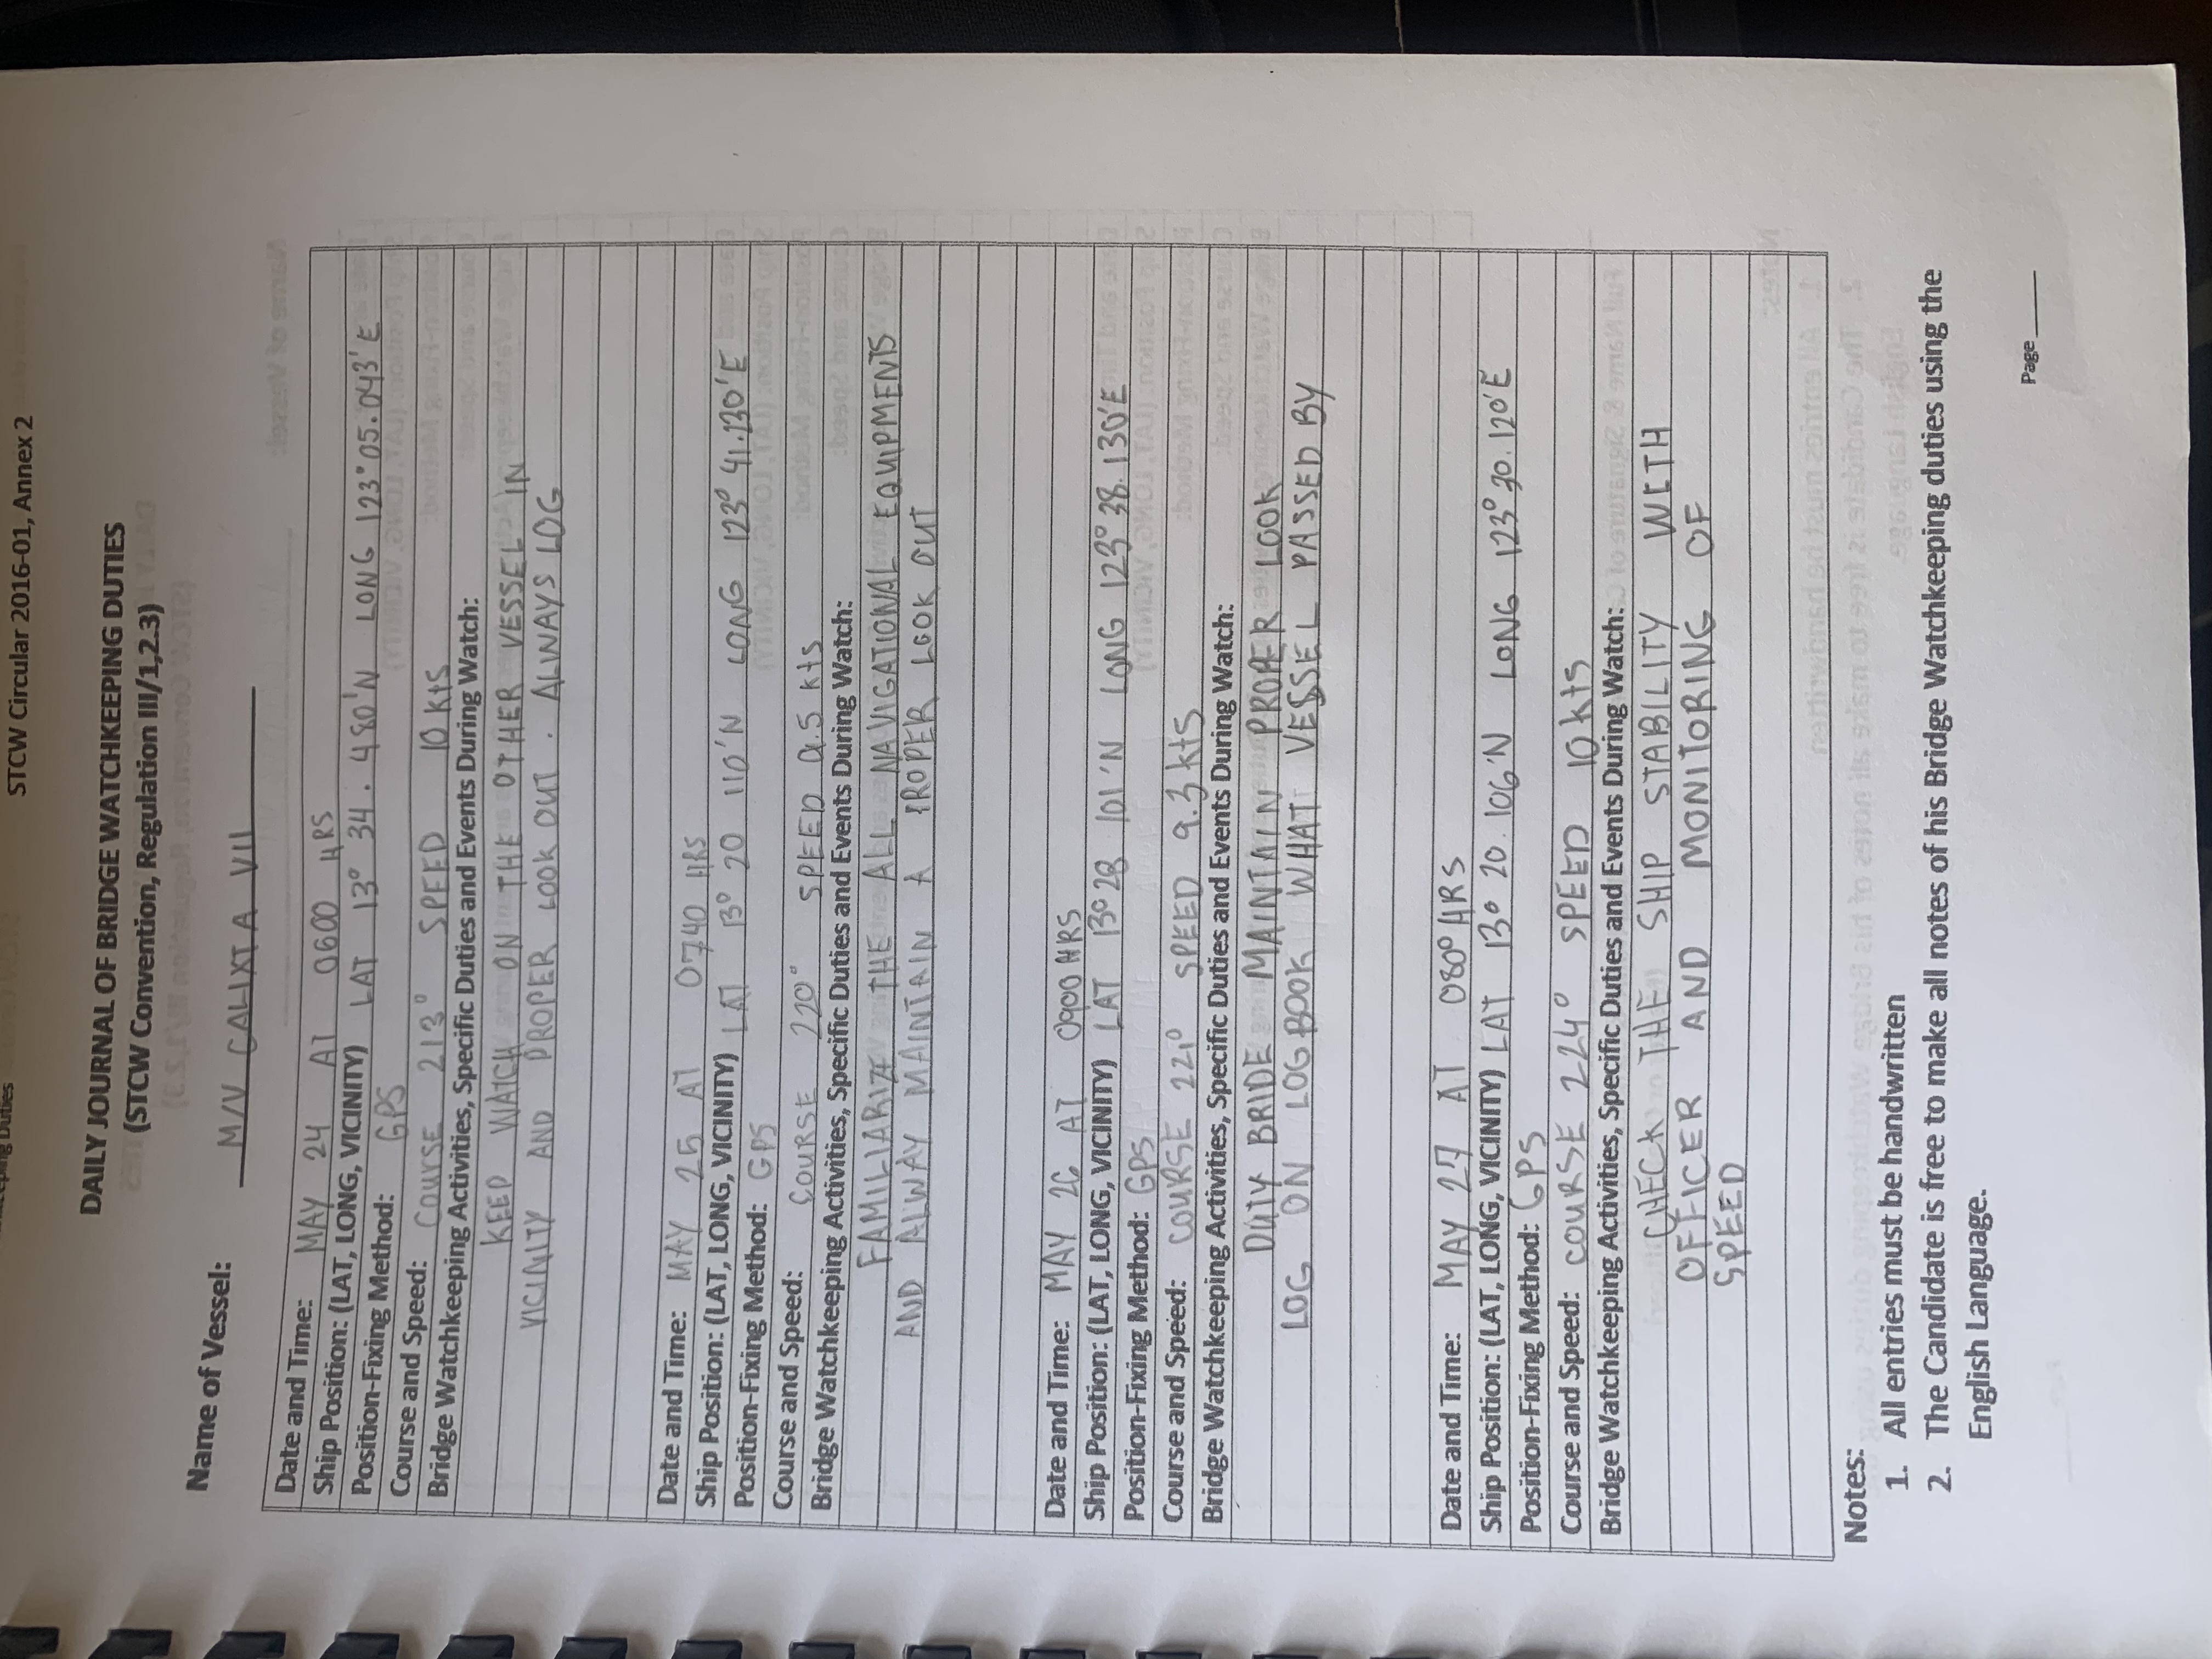 eeping Duties
STCW Circular 2016-01, Annex 2
DAILY JOURNAL OF BRIDGE WATCHKEEPING DUTIES
(STCW Convention, Regulation III/1,2.3)
Name of Vessel: M/V CALIXTA VII
Date and Time: MAY 24 AT 0600 HRS
Ship Position: (LAT, LONG, VICINITY) LAT 13° 34.480'N LONG 123°05.043'E
Position-Fixing Method: GPS
Course and Speed: COURSE 213° SPEED 10 Kts
Bridge Watchkeeping Activities, Specific Duties and Events During Watch:
KEEP WATCH ON THE OTHER VESSEL IN
VICINITY AND PROPER LOOK OUT. ALWAYS LOG
Date and Time: MAY 25 AT 0740 HRS
Ship Position: (LAT, LONG, VICINITY) LAT 13° 20 110'N LONG 123° 41.230'E
Position-Fixing Method: GPS
Course and Speed: COURSE 220° SPEED 9.5 Kts
Bridge Watchkeeping Activities, Specific Duties and Events During Watch:
FAMILIARIZE THE ALL NAVIGATIONAL EQUIPMENTS
AND ALWAY MAINTAIN A PROPER LOOK OUT
Date and Time: MAY 26 AT 0900 HRS
Ship Position: (LAT, LONG, VICINITY) LAT 13° 28 101'N LONG 123° 38.130'E
Position-Fixing Method: GPS
Course and Speed: COURSE 221° SPEED 9.3 kts
Bridge Watchkeeping Activities, Specific Duties and Events During Watch:
DUTY BRIDE MAINTAIN PROPER LOOK
LOG ON LOGBOOK WHAT VESSEL PASSED BY
Date and Time: MAY 27 AT 0800 HRS
Ship Position: (LAT, LONG, VICINITY) LAT 13° 20.106'N LONG 123° 30.120'E
Position-Fixing Method: GPS
Course and Speed: COURSE 224° SPEED 10 kts
Bridge Watchkeeping Activities, Specific Duties and Events During Watch:
CHECK THE SHIP STABILITY WITH
OFFICER AND MONITORING OF
SPEED
Notes:
1. All entries must be handwritten
2. The Candidate is free to make all notes of his Bridge Watchkeeping duties using the
English Language.
Page